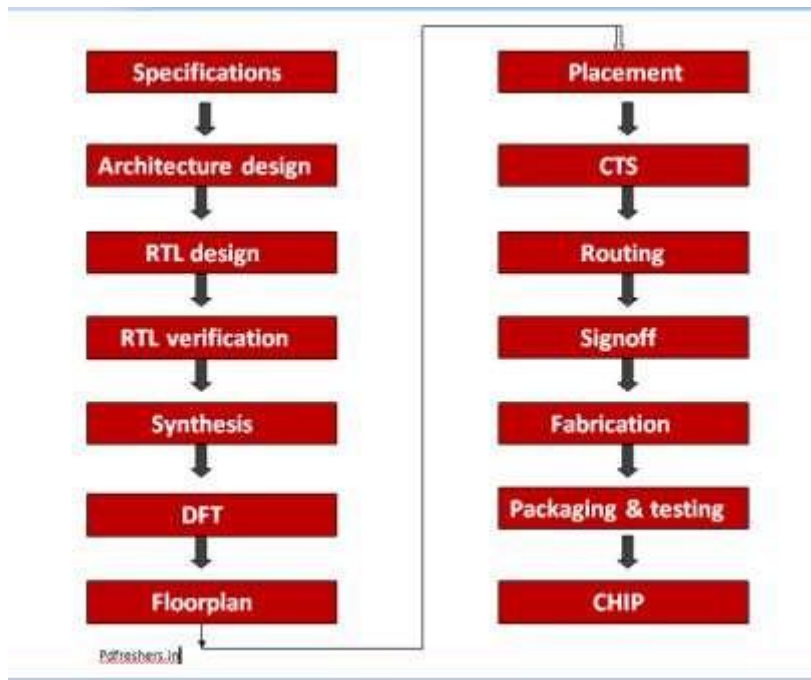 Specifications
Architecture design
RTL design
RTL verification
Synthesis
DFT
Floorplan
Placement
CTS
Routing
Signoff
Fabrication
Packaging & testing
CHIP
Pdfreshers.in